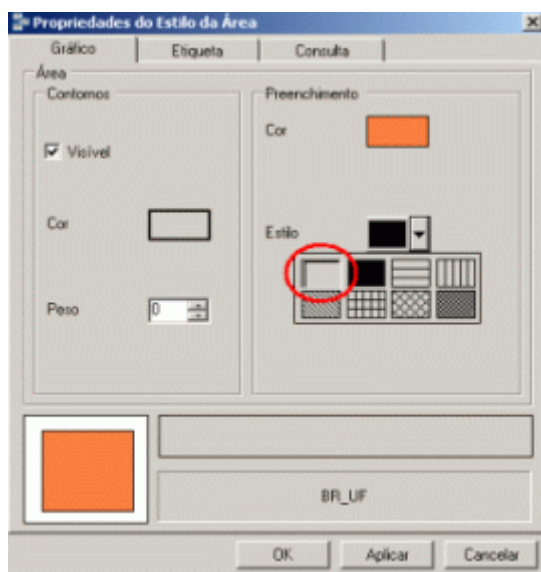 Propriedades do Estilo da Área
Gráfico Etiqueta Consulta
Área
Contornos Preenchimento
Cor
Visível
Cor Estilo
Peso 0
BR_UF
OK Aplicar Cancelar